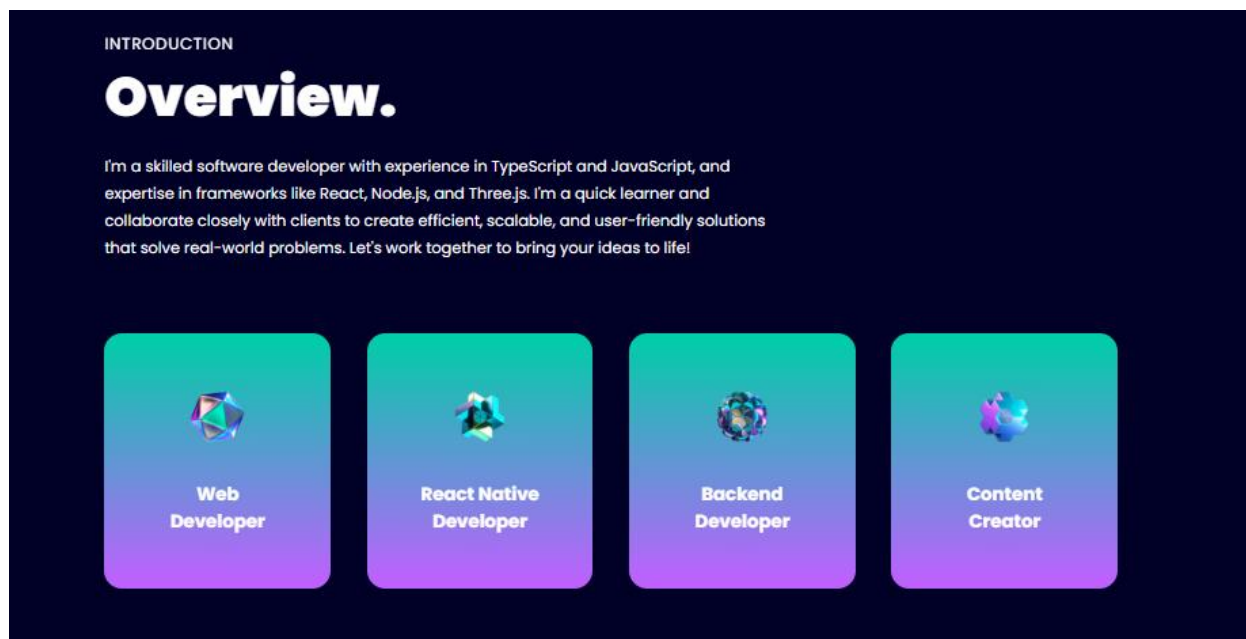 INTRODUCTION
Overview.
I'm a skilled software developer with experience in TypeScript and JavaScript, and
expertise in frameworks like React, Node.js, and Three.js. I'm a quick learner and
collaborate closely with clients to create efficient, scalable, and user-friendly solutions
that solve real-world problems. Let's work together to bring your ideas to life!
Web
Developer
React Native
Developer
Backend
Developer
Content
Creator